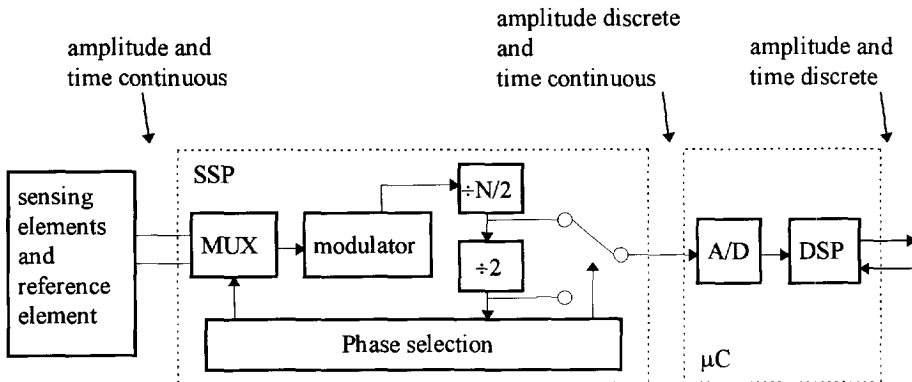 amplitude and
time continuous
amplitude discrete
and
time continuous
amplitude and
time discrete
sensing
elements
and
reference
element
SSP
MUX
modulator
÷N/2
÷2
Phase selection
A/D
DSP
μC